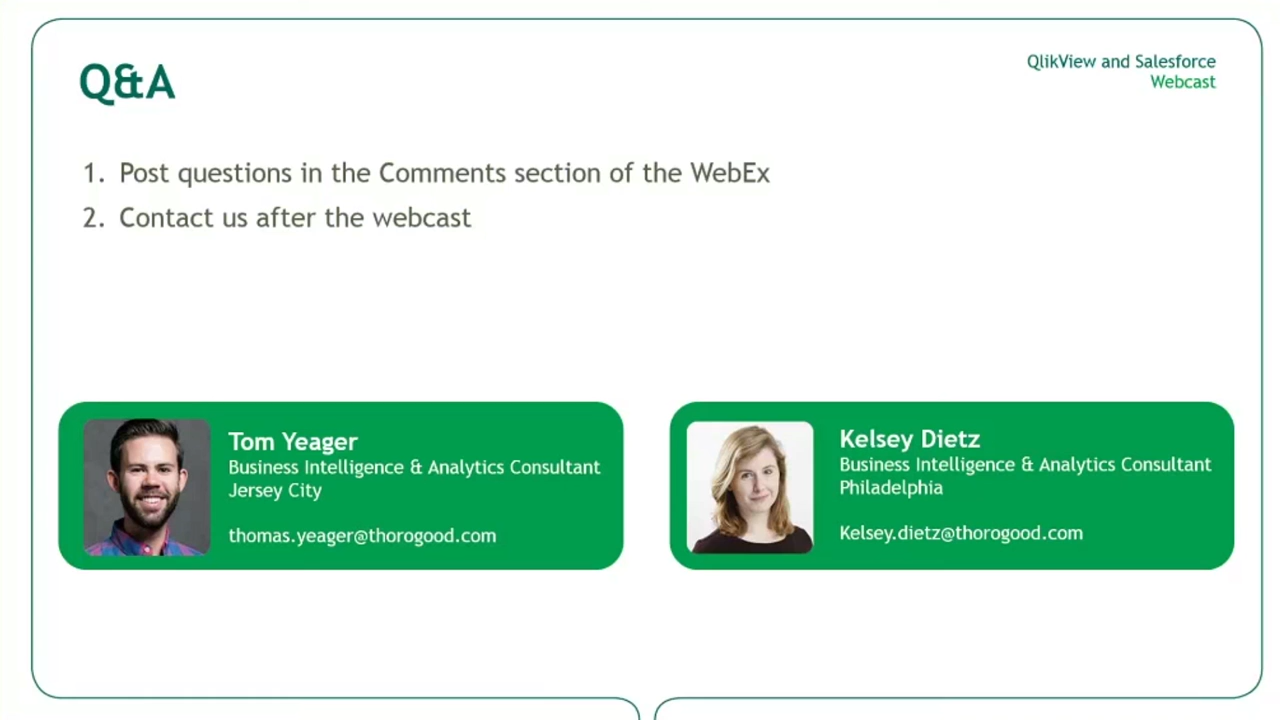 Q&A
QlikView and Salesforce
Webcast
1. Post questions in the Comments section of the WebEx
2. Contact us after the webcast
Tom Yeager
Business Intelligence & Analytics Consultant
Jersey City
thomas.yeager@thorogood.com
Kelsey Dietz
Business Intelligence & Analytics Consultant
Philadelphia
Kelsey.dietz@thorogood.com